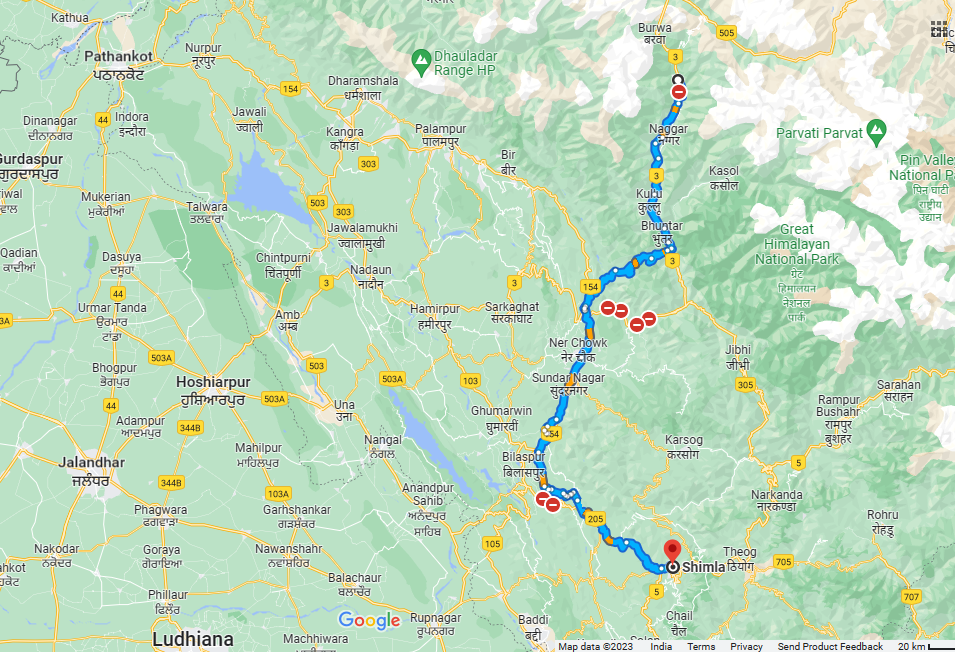 Kathua
Burwa
बरवा
505
3
Pathankot
ਪਠਾਨਕੋਟ
Nurpur
नूरपुर
Dhauladar
Range HP
154
Dharmshala
धर्मशाला
Dinanagar
ਦੀਨਾਨਗਰ
44
Indora
इन्दौरा
Jawali
ज्वाली
Kangra
काँगड़ा
Palampur
पालमपुर
Naggar
नग्गर
Parvati Parvat
Gurdaspur
ਗੁਰਦਾਸਪੁਰ
303
Bir
बीर
3
Kasol
कसोल
Pin Valley
National P
पिन घाटी
राष्ट्रीय
उद्यान
Mukerian
ਮੁਕੇਰੀਆਂ
Talwara
ਤਲਵਾਰਾ
503
303
Kullu
कुल्लू
Jawalamukhi
ज्वालामुखी
Bhuntar
भुंतर
Great
Himalayan
National Park
ग्रेट
हिमालयन
नैशनल
पार्क
Qadian
ਕਾਦੀਆਂ
Dasuya
ਦਸੂਹਾ
Chintpurni
चिंतपूर्णी
Nadaun
नादौन
3
3
3
154
44
Urmar Tanda
ਉਰਮਾਰ
ਟਾਂਡਾ
Amb
अम्ब
Hamirpur
हमीरपुर
Sarkaghat
सरकाघाट
3A
Ner Chowk
नेर चौक
Jibhi
जीभी
503A
Bhogpur
ਭੋਗਪੁਰ
503
Hoshiarpur
ਹੁਸ਼ਿਆਰਪੁਰ
503A
103
Sundar Nagar
सुंदरनगर
305
Sarahan
सराहन
44
503A
Una
उना
Rampur
Bushahr
रामपुर
बुशहर
Adampur
ਆਦਮਪੁਰ
344B
Ghumarwin
घुमारवीं
154
Nangal
ਨੰਗਲ
Karsog
करसोग
Mahilpur
ਮਾਹਿਲਪੁਰ
Jalandhar
ਜਲੰਧਰ
Bilaspur
बिलासपुर
5
344B
103A
Anandpur
Sahib
ਅਨੰਦਪੁਰ
ਸਾਹਿਬ
Narkanda
नारकण्डा
Phagwara
ਫਗਵਾੜਾ
Garhshankar
ਗੜਸ਼ੰਕਰ
205
Rohru
रोहड़ू
Nakodar
ਨਕੋਦਰ
Goraya
ਗੋਰਾਇਆ
Nawanshahr
ਨਵਾਂਸ਼ਹਿਰ
105
Theog
ठियोग
705
Shimla
Balachaur
ਬਲਾਚੌਰ
5
707
Phillaur
ਫਿਲੌਰ
Google
Rupnagar
ਰੂਪਨਗਰ
Baddi
बद्दी
Chail
चैल
Ludhiana
Machhiwara
Map data ©2023 India Terms Privacy Send Product Feedback 20 km